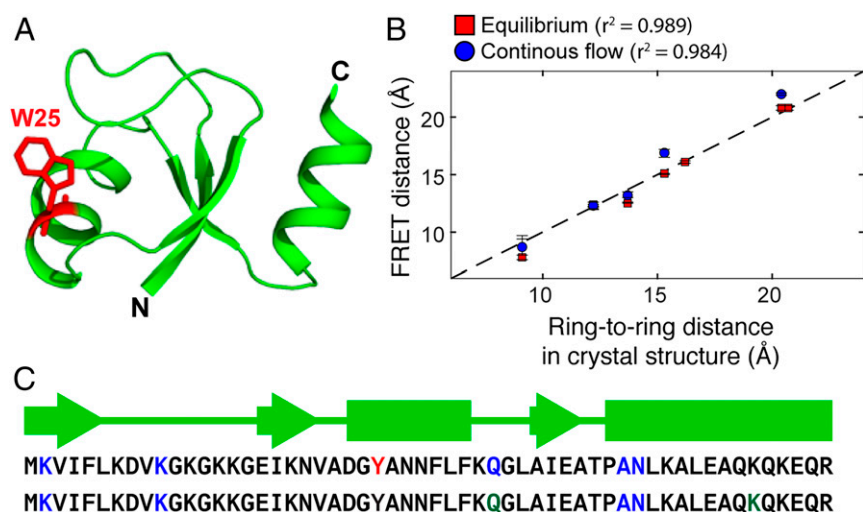 A
W25
C
N
B
Equilibrium (r² = 0.989)
Continous flow (r² = 0.984)
FRET distance (Å)
20
15
10
10 15 20
Ring-to-ring distance
in crystal structure (Å)
C
MKVIFLKDVKGKGKKGEIKNVADGYANNFLFKQGLAIEATPANLKALEAQKQKEQR
MKVIFLKDVKGKGKKGEIKNVADGYANNFLFKQGLAIEATPANLKALEAQKQKEQR